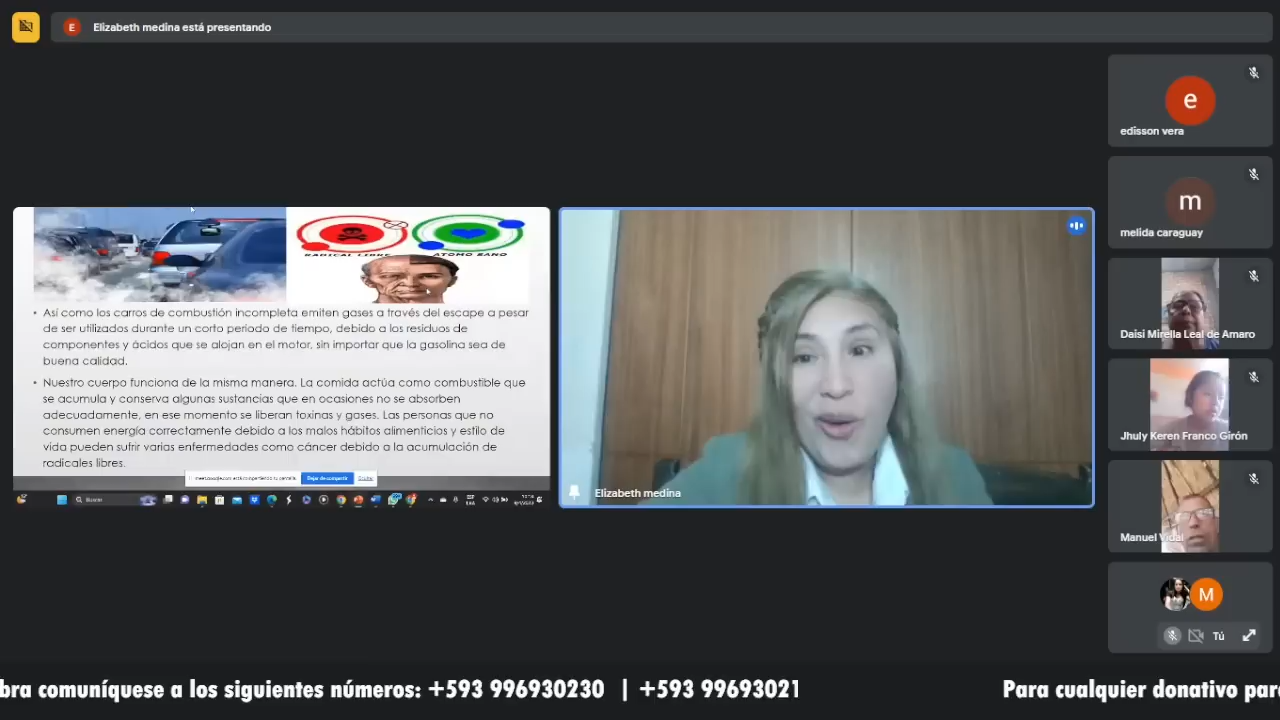 E Elizabeth medina está presentando
RADICAL LIBRE
ATOMO SANO
• Así como los carros de combustión incompleta emiten gases a través del escape a pesar
de ser utilizados durante un corto período de tiempo, debido a los residuos de
componentes y ácidos que se alojan en el motor, sin importar que la gasolina sea de
buena calidad.
• Nuestro cuerpo funciona de la misma manera. La comida actúa como combustible que
se acumula y conserva algunas sustancias que en ocasiones no se absorben
adecuadamente, en ese momento se liberan toxinas y gases. Las personas que no
consumen energía correctamente debido a los malos hábitos alimenticios y estilo de
vida pueden sufrir varias enfermedades como cáncer debido a la acumulación de
radicales libres.
Dejar de compartir
Buscar
Elizabeth medina
e
edisson vera
m
melida caraguay
Daisi Mirella Leal de Amaro
Jhuly Keren Franco Girón
Manuel Vidal
M
Tú
bra comuníquese a los siguientes números: +593 996930230 | +593 99693021
Para cualquier donativo par